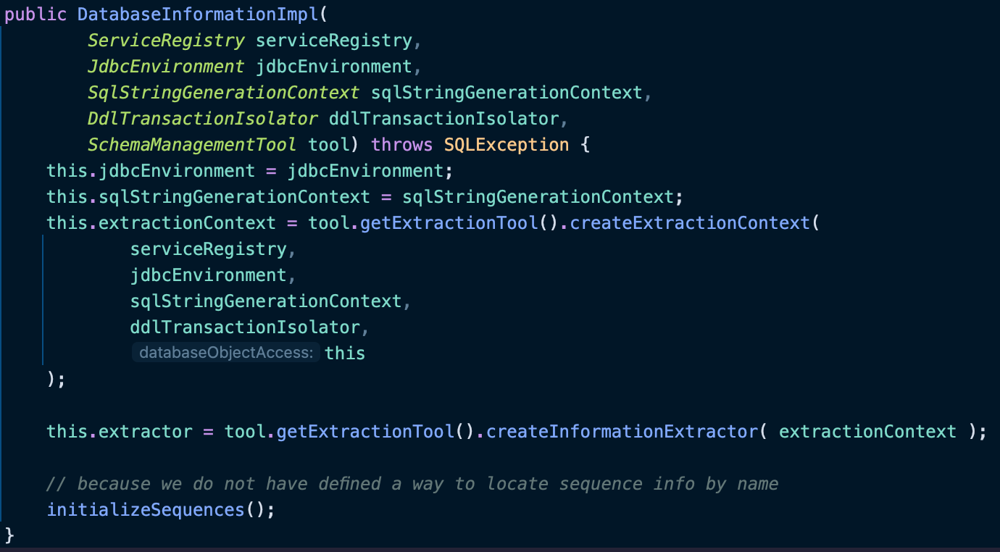 public DatabaseInformationImpl(
ServiceRegistry serviceRegistry,
JdbcEnvironment jdbcEnvironment,
SqlStringGenerationContext sqlStringGenerationContext,
DdlTransactionIsolator ddlTransactionIsolator,
SchemaManagementTool tool) throws SQLException {
this.jdbcEnvironment = jdbcEnvironment;
this.sqlStringGenerationContext = sqlStringGenerationContext;
this.extractionContext = tool.getExtractionTool().createExtractionContext(
serviceRegistry,
jdbcEnvironment,
sqlStringGenerationContext,
ddlTransactionIsolator,
databaseObjectAccess: this
);
this.extractor = tool.getExtractionTool().createInformationExtractor( extractionContext );
// because we do not have defined a way to locate sequence info by name
initializeSequences();
}